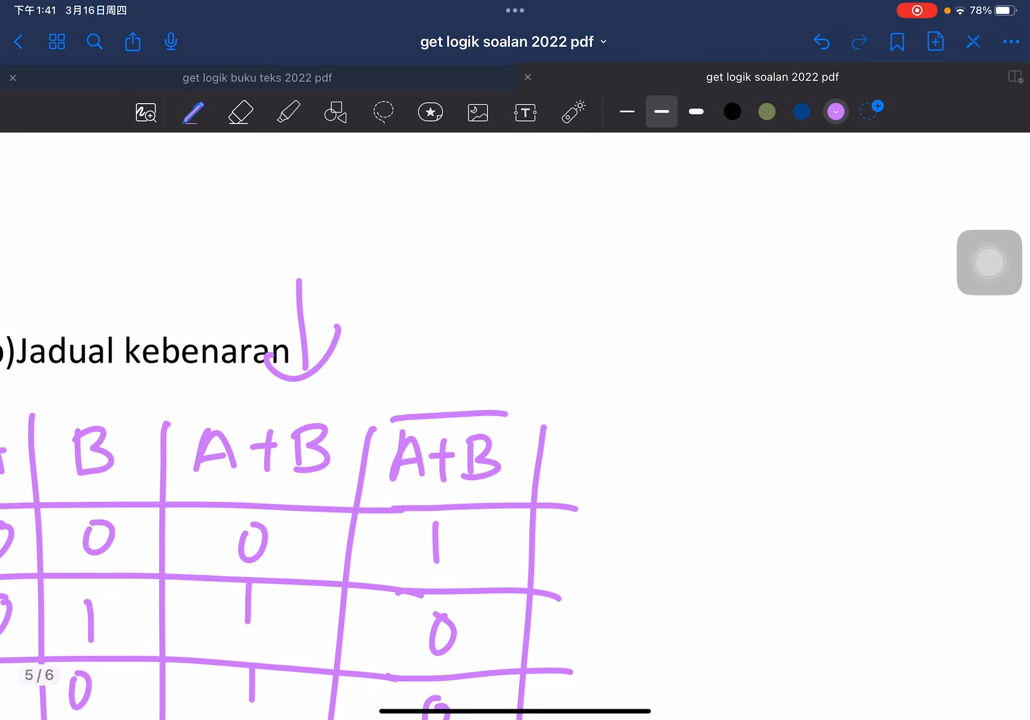 下午1:41 3月16日周四
78%
get logik soalan 2022 pdf
get logik buku teks 2022 pdf
get logik soalan 2022 pdf
)Jadual kebenaran
B A+B A̅+̅B̅
0 0 0 1
0 1 1 0
0 1
5 / 6